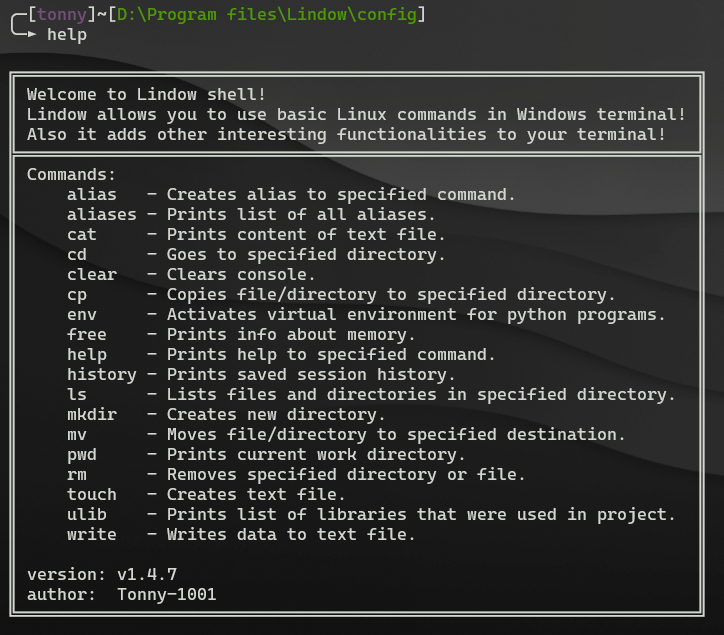 [tonny]~[D:\Program files\Lindow\config]
help
Welcome to Lindow shell!
Lindow allows you to use basic Linux commands in Windows terminal!
Also it adds other interesting functionalities to your terminal!
Commands:
alias - Creates alias to specified command.
aliases - Prints list of all aliases.
cat - Prints content of text file.
cd - Goes to specified directory.
clear - Clears console.
cp - Copies file/directory to specified directory.
env - Activates virtual environment for python programs.
free - Prints info about memory.
help - Prints help to specified command.
history - Prints saved session history.
ls - Lists files and directories in specified directory.
mkdir - Creates new directory.
mv - Moves file/directory to specified destination.
pwd - Prints current work directory.
rm - Removes specified directory or file.
touch - Creates text file.
ulib - Prints list of libraries that were used in project.
write - Writes data to text file.
version: v1.4.7
author: Tonny-1001